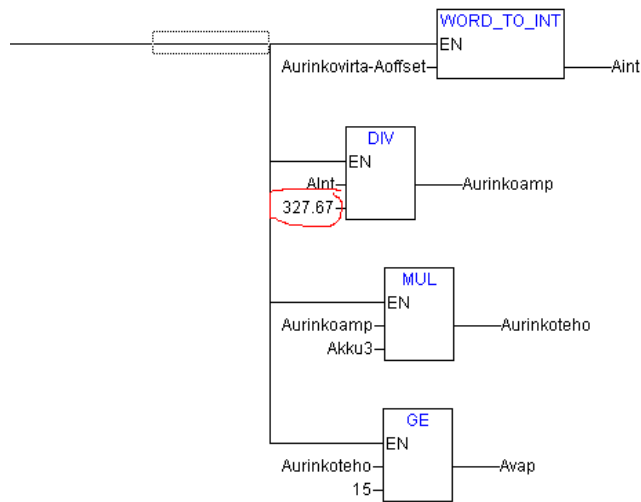 WORD_TO_INT
EN
Aurinkovirta-Aoffset
Aint
DIV
EN
AInt
Aurinkoamp
327.67
MUL
EN
Aurinkoamp
Aurinkoteho
Akku3
GE
EN
Aurinkoteho
Avap
15